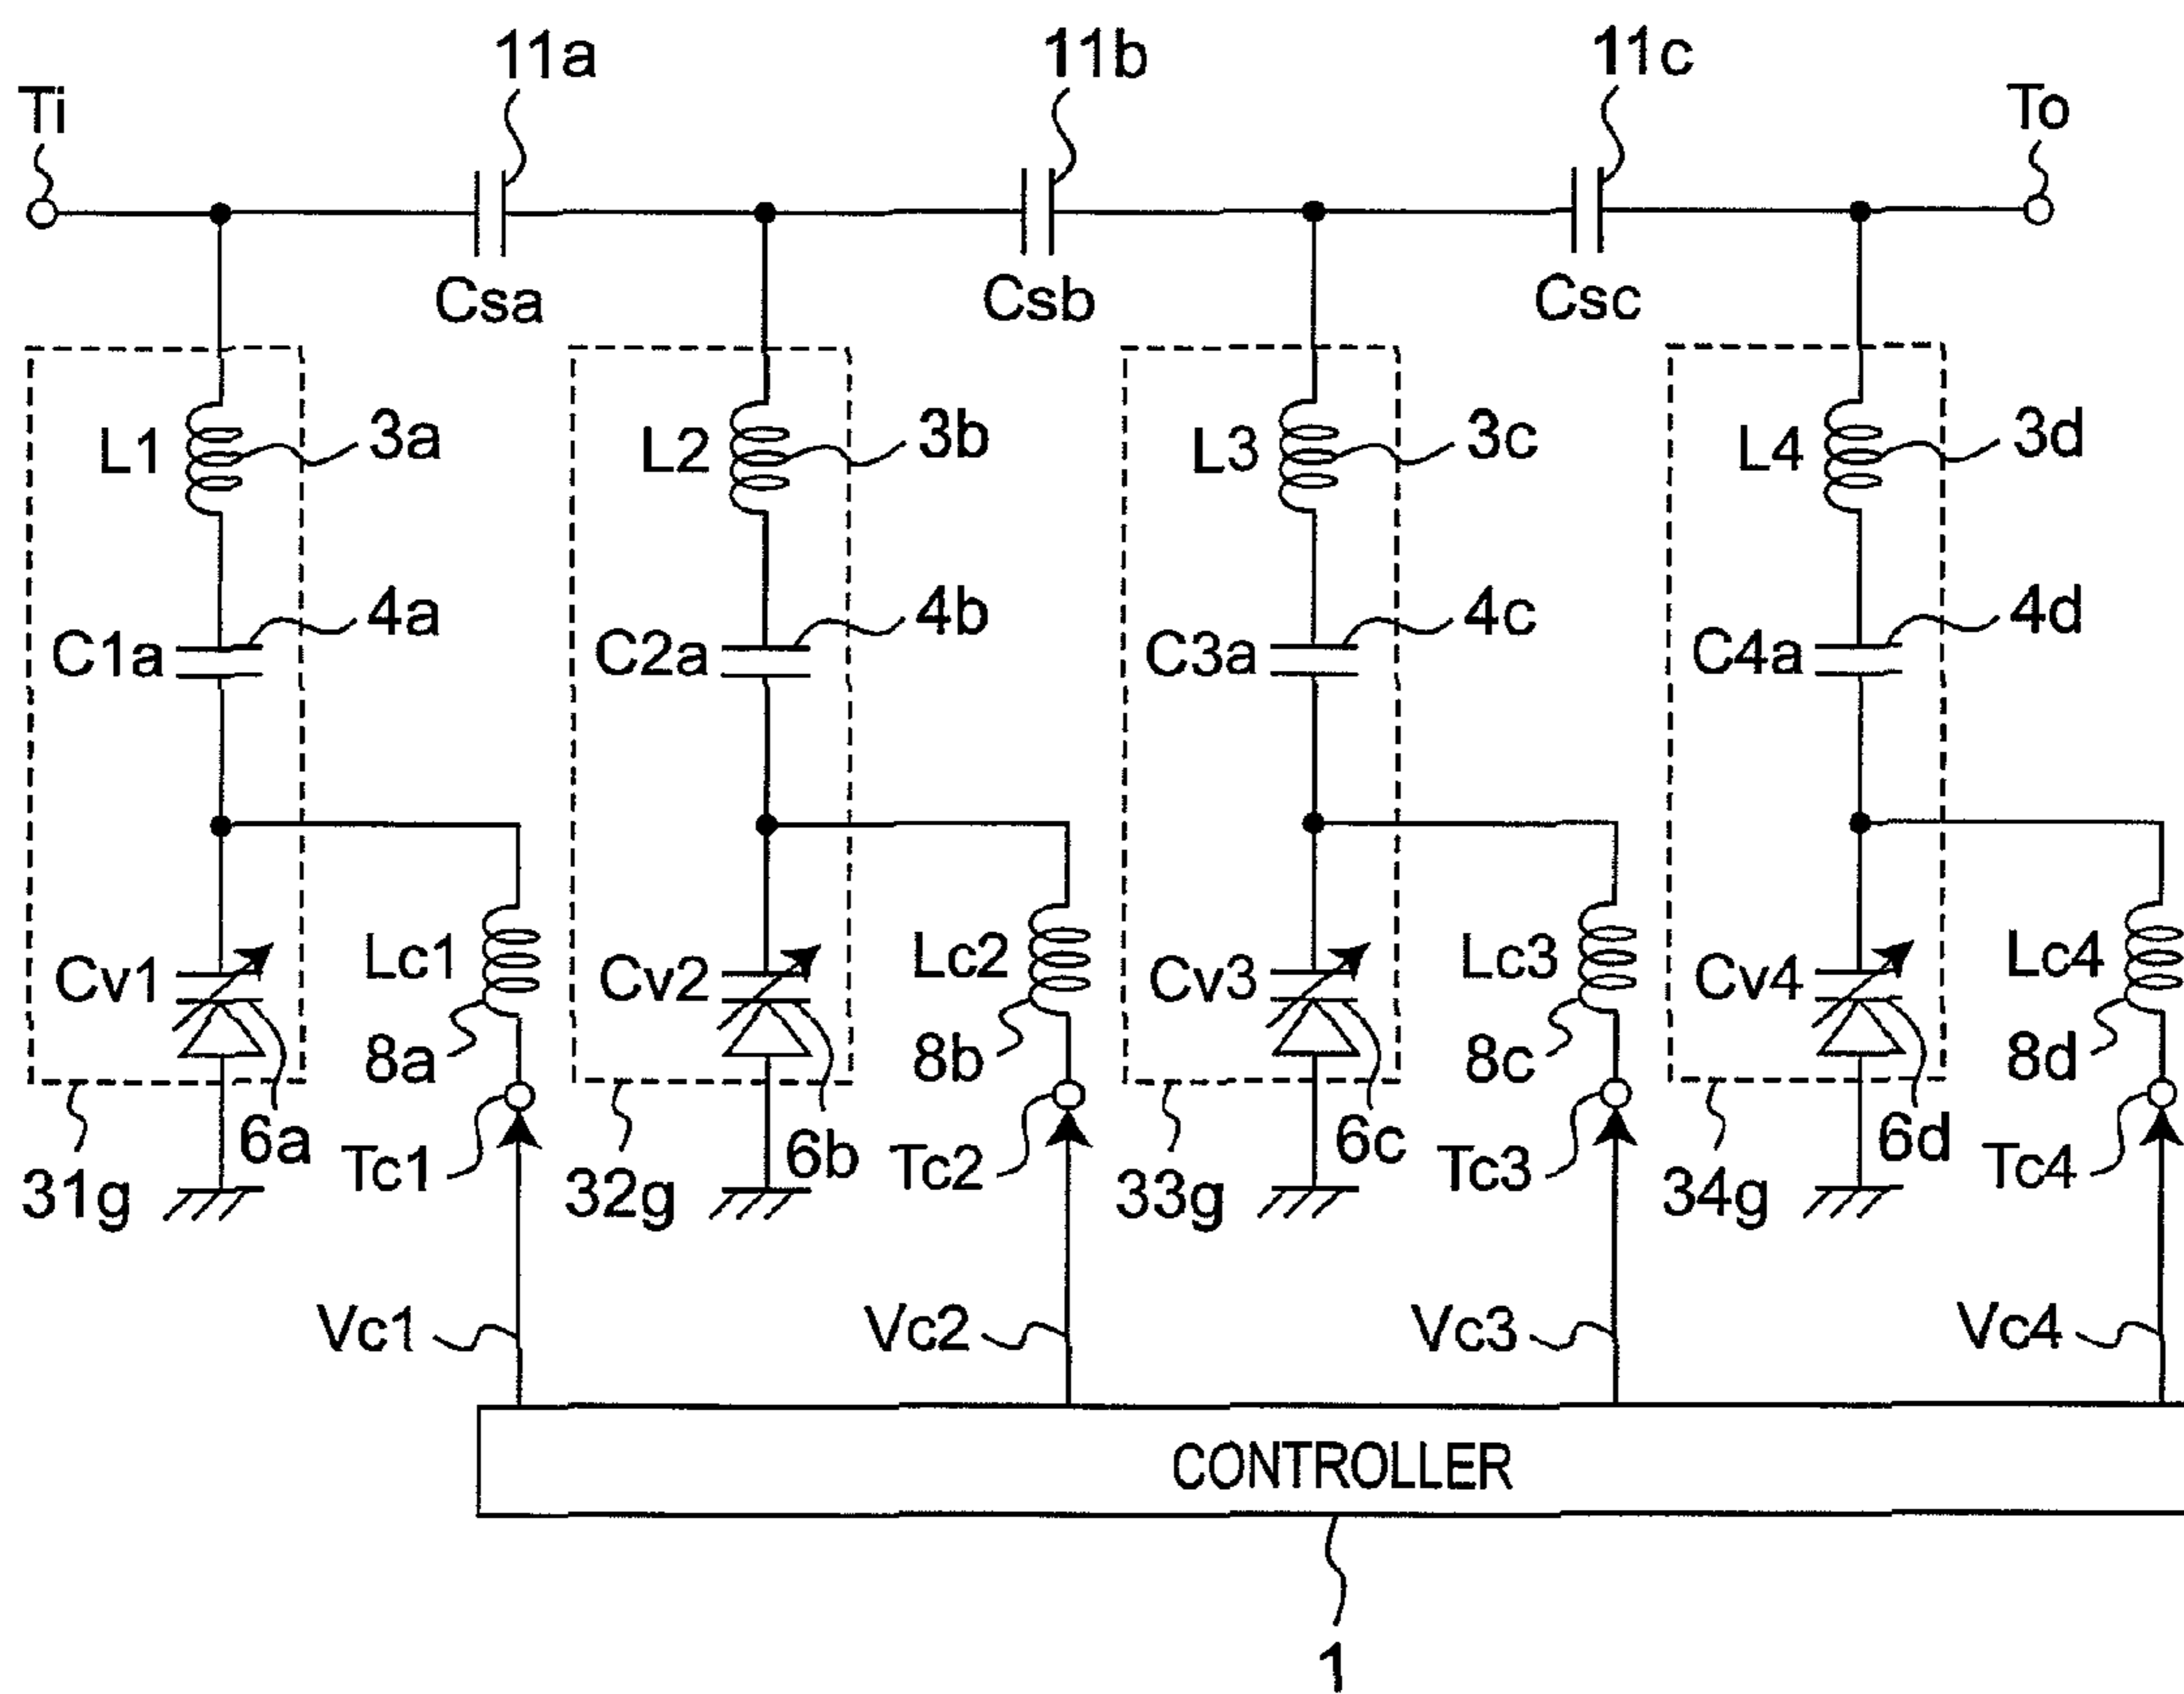 11a 11b 11c
Ti To
Csa Csb Csc
L1 3a L2 3b L3 3c L4 3d
C1a 4a C2a 4b C3a 4c C4a 4d
Cv1 Lc1 Cv2 Lc2 Cv3 Lc3 Cv4 Lc4
8a 8b 8c 8d
6a Tc1 6b Tc2 6c Tc3 6d Tc4
31g 32g 33g 34g
Vc1 Vc2 Vc3 Vc4
CONTROLLER
1